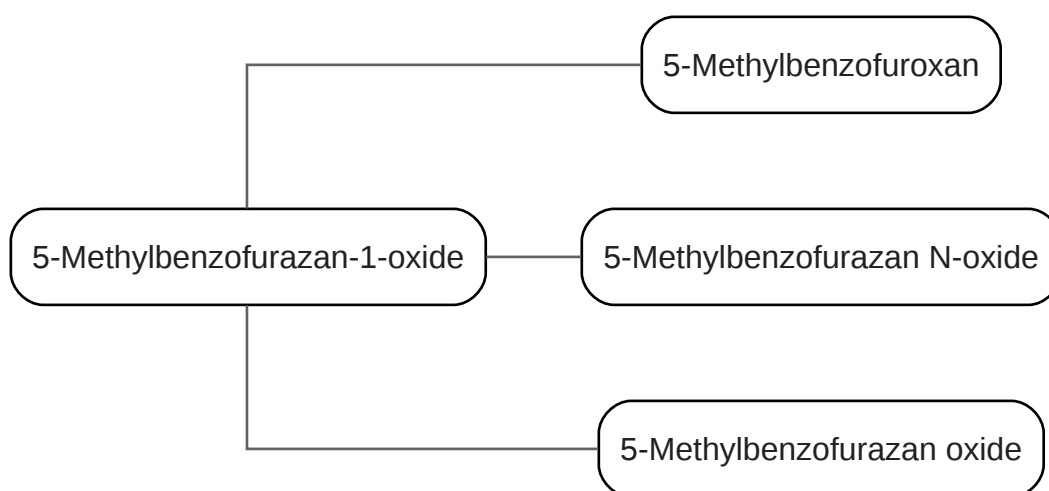 5-Methylbenzofuroxan
5-Methylbenzofurazan-1-oxide
5-Methylbenzofurazan N-oxide
5-Methylbenzofurazan oxide